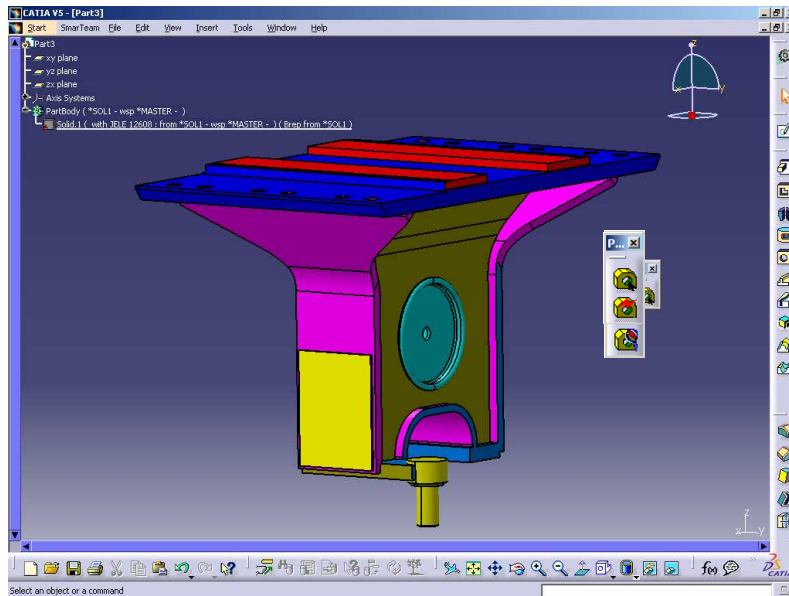 CATIA V5 - [Part3]
Start SmarTeam File Edit View Insert Tools Window Help
Part3
xy plane
yz plane
zx plane
Axis Systems
PartBody ( *SOL1 - wsp *MASTER - )
Solid.1 ( with JELE 12608 : from *SOL1 - wsp *MASTER - ) ( Brep from *SOL1 )
z
x y
P...
z
x y
f(x)
CATIA
Select an object or a command